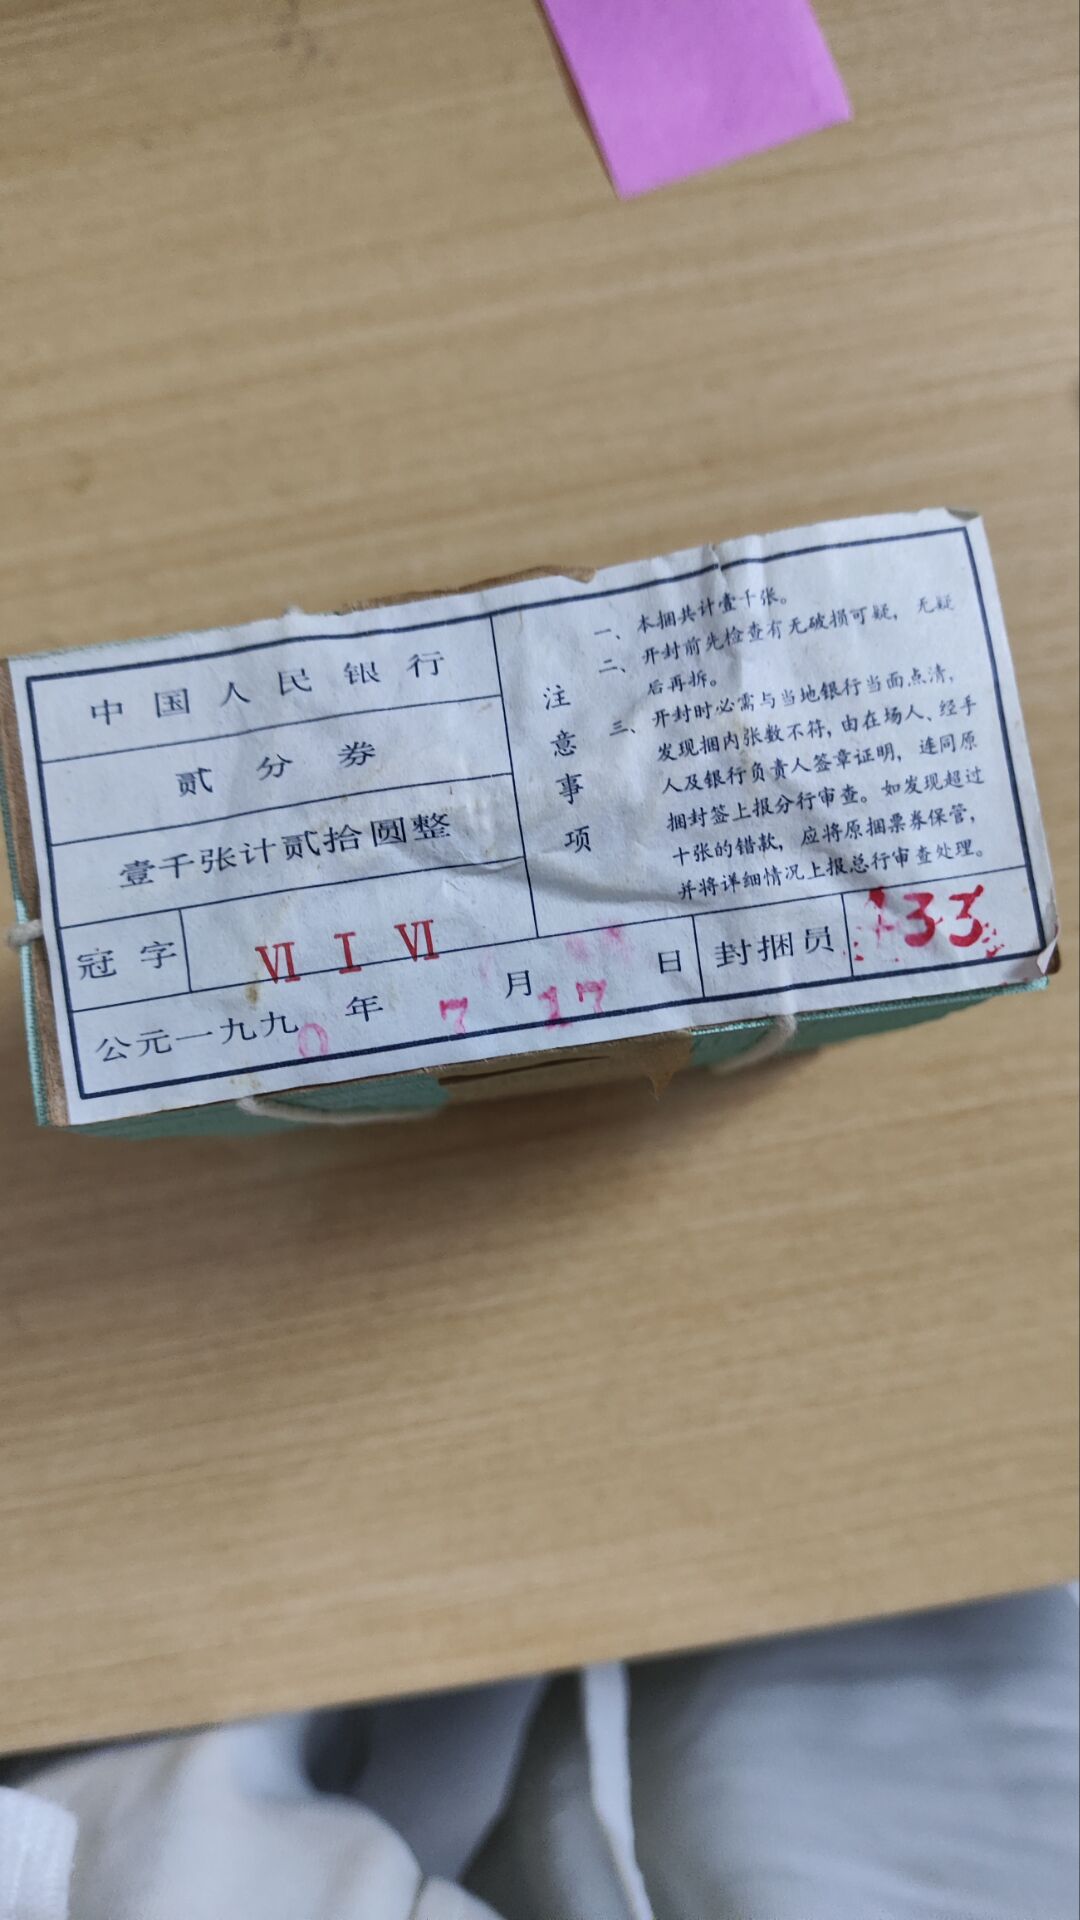 中国人民银行
贰分券
壹千张计贰拾圆整
冠字 Ⅵ Ⅰ Ⅵ
公元一九九0年7月17日
注意事项
一、本捆共计壹千张。
二、开封前先检查有无破损可疑，无疑
后再拆。
三、开封时必需与当地银行当面点清，
发现捆内张数不符，由在场人、经手
人及银行负责人签章证明，连同原
捆封签上报分行审查。如发现超过
十张的错款，应将原捆票券保管，
并将详细情况上报总行审查处理。
封捆员 133